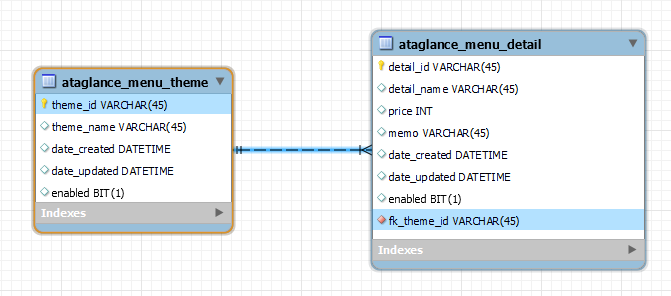 ataglance_menu_theme
theme_id VARCHAR(45)
theme_name VARCHAR(45)
date_created DATETIME
date_updated DATETIME
enabled BIT(1)
Indexes
ataglance_menu_detail
detail_id VARCHAR(45)
detail_name VARCHAR(45)
price INT
memo VARCHAR(45)
date_created DATETIME
date_updated DATETIME
enabled BIT(1)
fk_theme_id VARCHAR(45)
Indexes